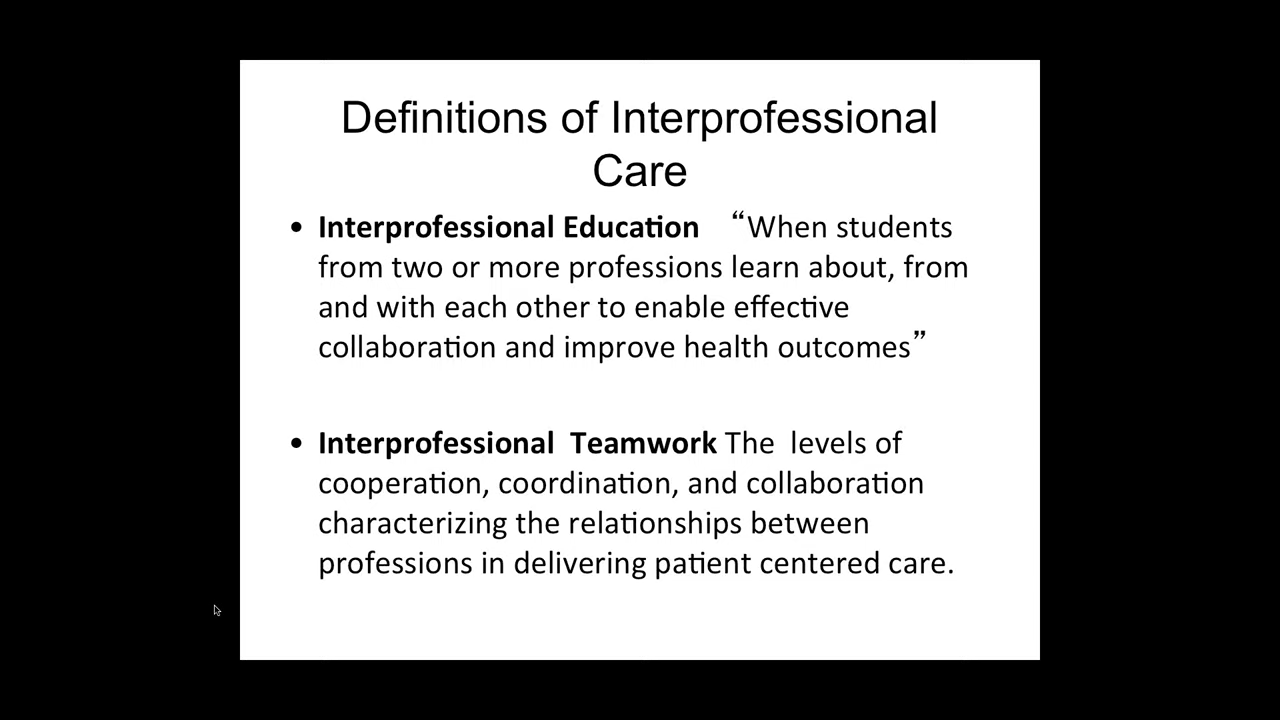 Definitions of Interprofessional
Care
• Interprofessional Education “When students
from two or more professions learn about, from
and with each other to enable effective
collaboration and improve health outcomes”
• Interprofessional Teamwork The levels of
cooperation, coordination, and collaboration
characterizing the relationships between
professions in delivering patient centered care.